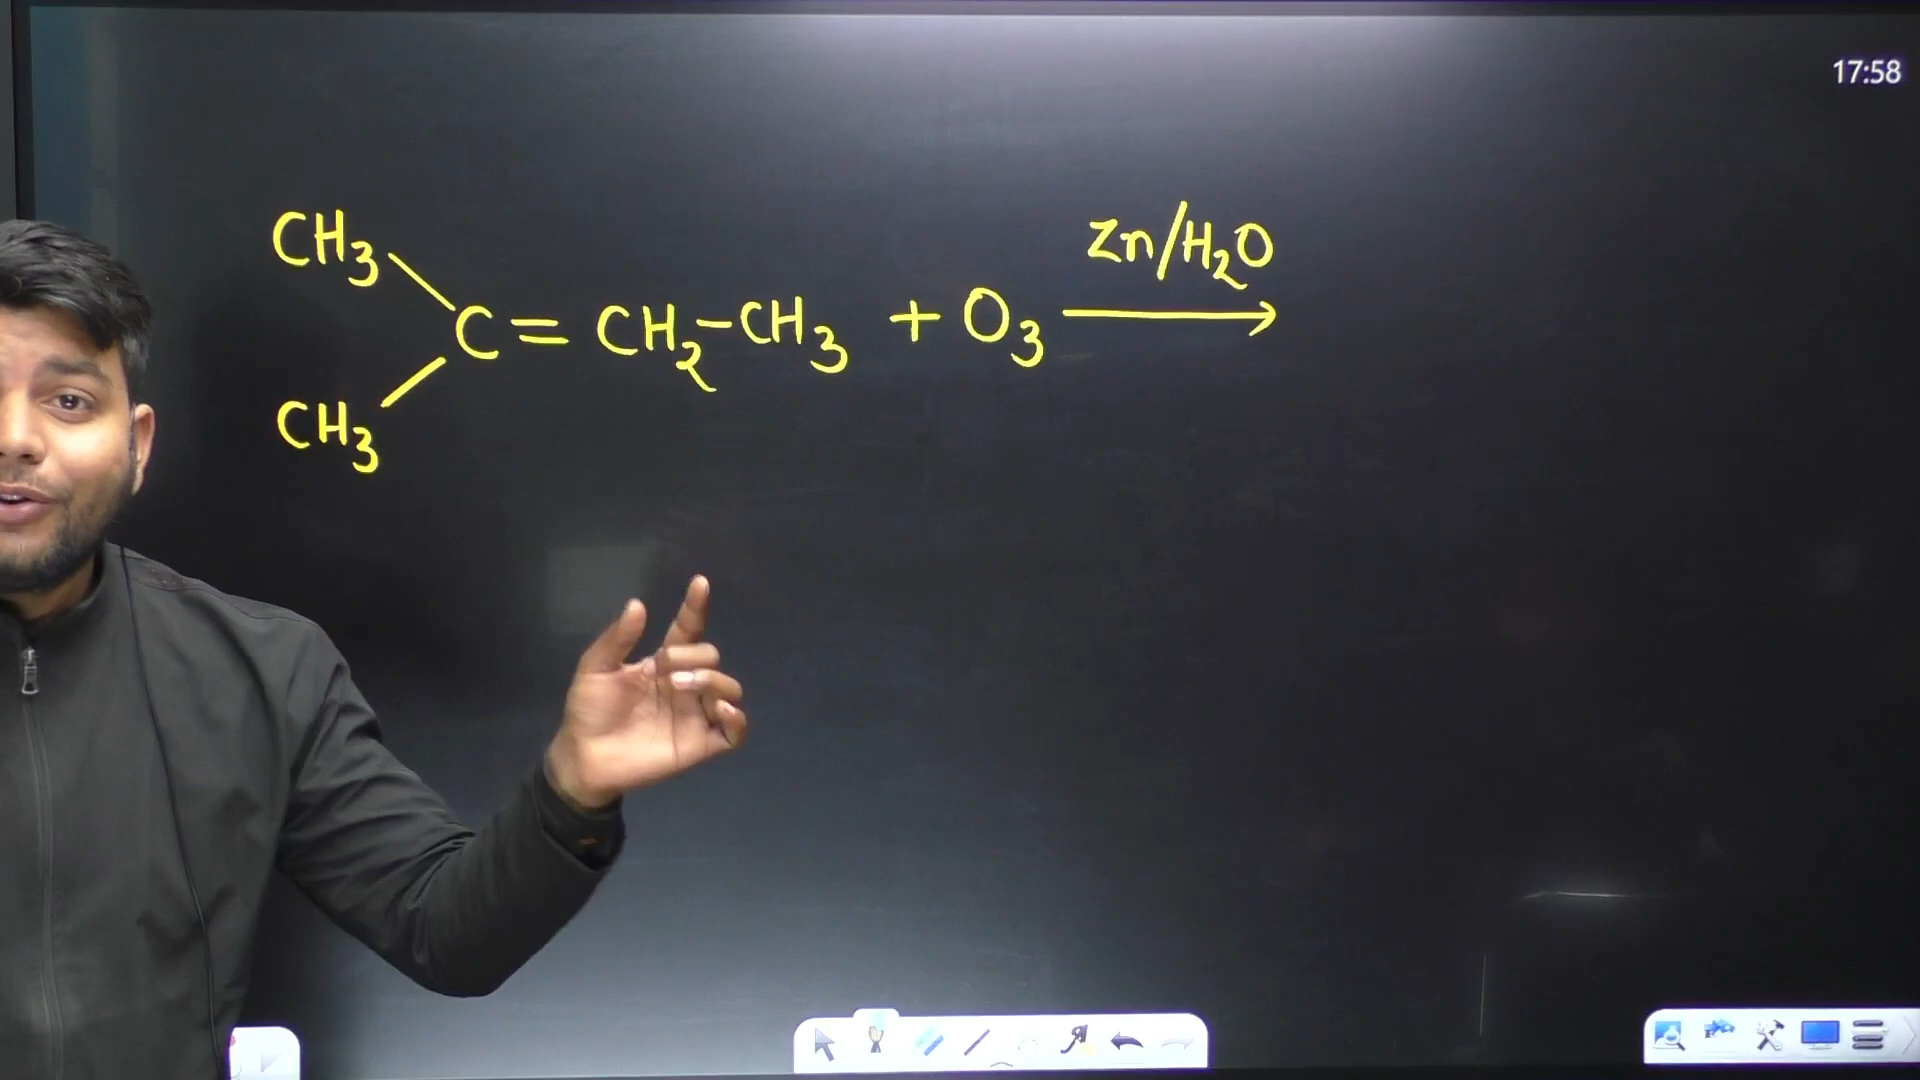 17:58
CH3
Zn/H2O
C=CH2-CH3 + O3 →
CH3